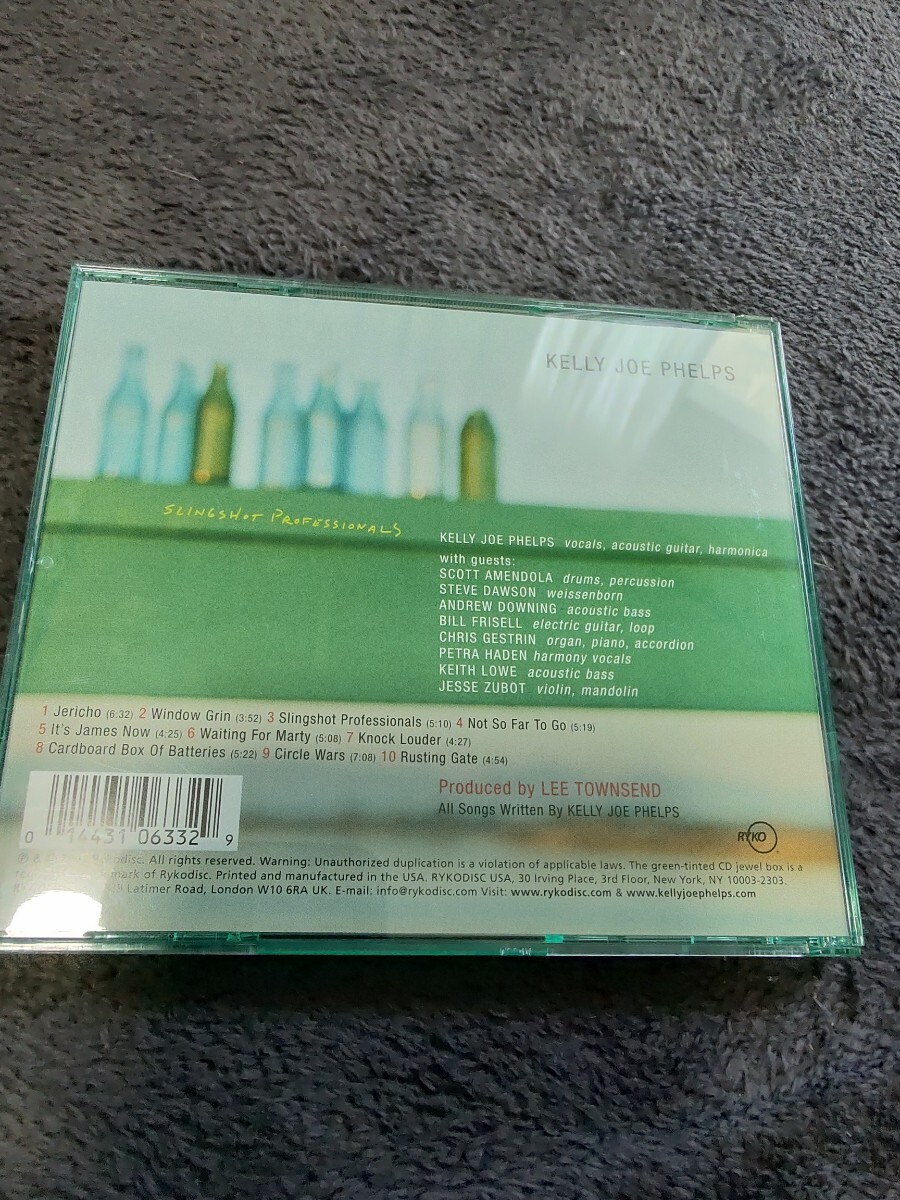 KELLY JOE PHELPS
SLINGSHOT PROFESSIONALS
KELLY JOE PHELPS vocals, acoustic guitar, harmonica
with guests:
SCOTT AMENDOLA drums, percussion
STEVE DAWSON weissenborn
ANDREW DOWNING acoustic bass
BILL FRISELL electric guitar, loop
CHRIS GESTRIN organ, piano, accordion
PETRA HADEN harmony vocals
KEITH LOWE acoustic bass
JESSE ZUBOT violin, mandolin
1 Jericho (6:32) 2 Window Grin (3:52) 3 Slingshot Professionals (5:10) 4 Not So Far To Go (5:19)
5 It's James Now (4:25) 6 Waiting For Marty (5:08) 7 Knock Louder (4:27)
8 Cardboard Box Of Batteries (5:22) 9 Circle Wars (7:08) 10 Rusting Gate (4:54)
Produced by LEE TOWNSEND
All Songs Written By KELLY JOE PHELPS
0 14431 06332 9
RYKO
℗ & All rights reserved. Warning: Unauthorized duplication is a violation of applicable laws. The green-tinted CD jewel box is a
of Rykodisc. Printed and manufactured in the USA. RYKODISC USA, 30 Irving Place, 3rd Floor, New York, NY 10003-2303.
Latimer Road, London W10 6RA UK. E-mail: info@rykodisc.com Visit: www.rykodisc.com & www.kellyjoephelps.com